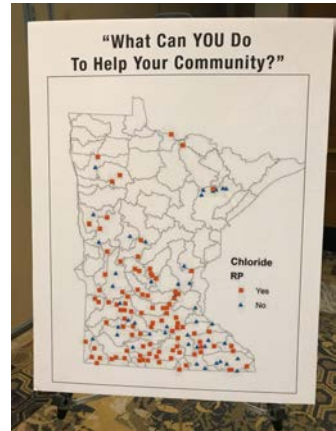 “What Can YOU Do
To Help Your Community?”
Chloride
RP
Yes
No